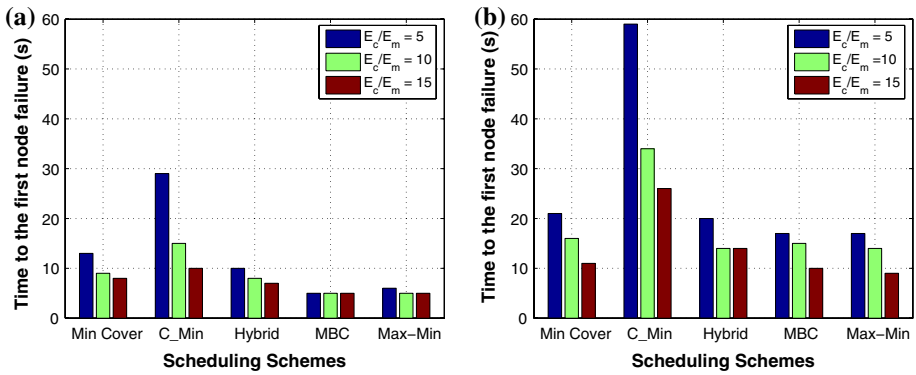 (a)
Time to the first node failure (s)
60
50
40
30
20
10
0
E_c/E_m = 5
E_c/E_m = 10
E_c/E_m = 15
Min Cover C_Min Hybrid MBC Max-Min
Scheduling Schemes
(b)
Time to the first node failure (s)
60
50
40
30
20
10
0
E_c/E_m = 5
E_c/E_m =10
E_c/E_m = 15
Min Cover C_Min Hybrid MBC Max-Min
Scheduling Schemes